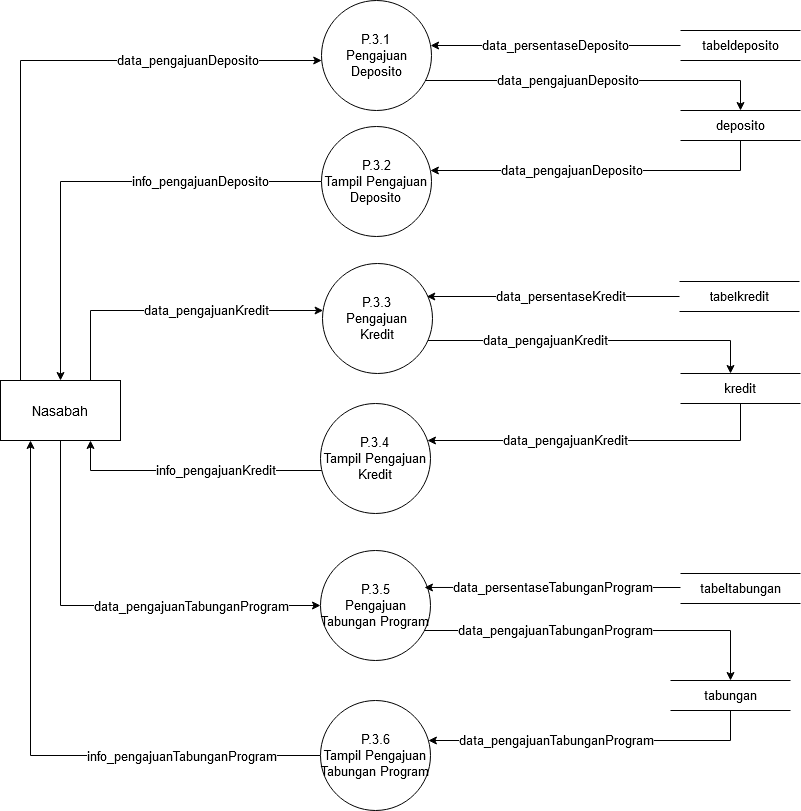 P.3.1
Pengajuan
Deposito
data_persentaseDeposito
tabeldeposito
data_pengajuanDeposito
data_pengajuanDeposito
deposito
P.3.2
Tampil Pengajuan
Deposito
data_pengajuanDeposito
info_pengajuanDeposito
P.3.3
Pengajuan
Kredit
data_persentaseKredit
tabelkredit
data_pengajuanKredit
data_pengajuanKredit
kredit
Nasabah
P.3.4
Tampil Pengajuan
Kredit
data_pengajuanKredit
info_pengajuanKredit
P.3.5
Pengajuan
Tabungan Program
data_persentaseTabunganProgram
tabeltabungan
data_pengajuanTabunganProgram
data_pengajuanTabunganProgram
tabungan
P.3.6
Tampil Pengajuan
Tabungan Program
data_pengajuanTabunganProgram
info_pengajuanTabunganProgram